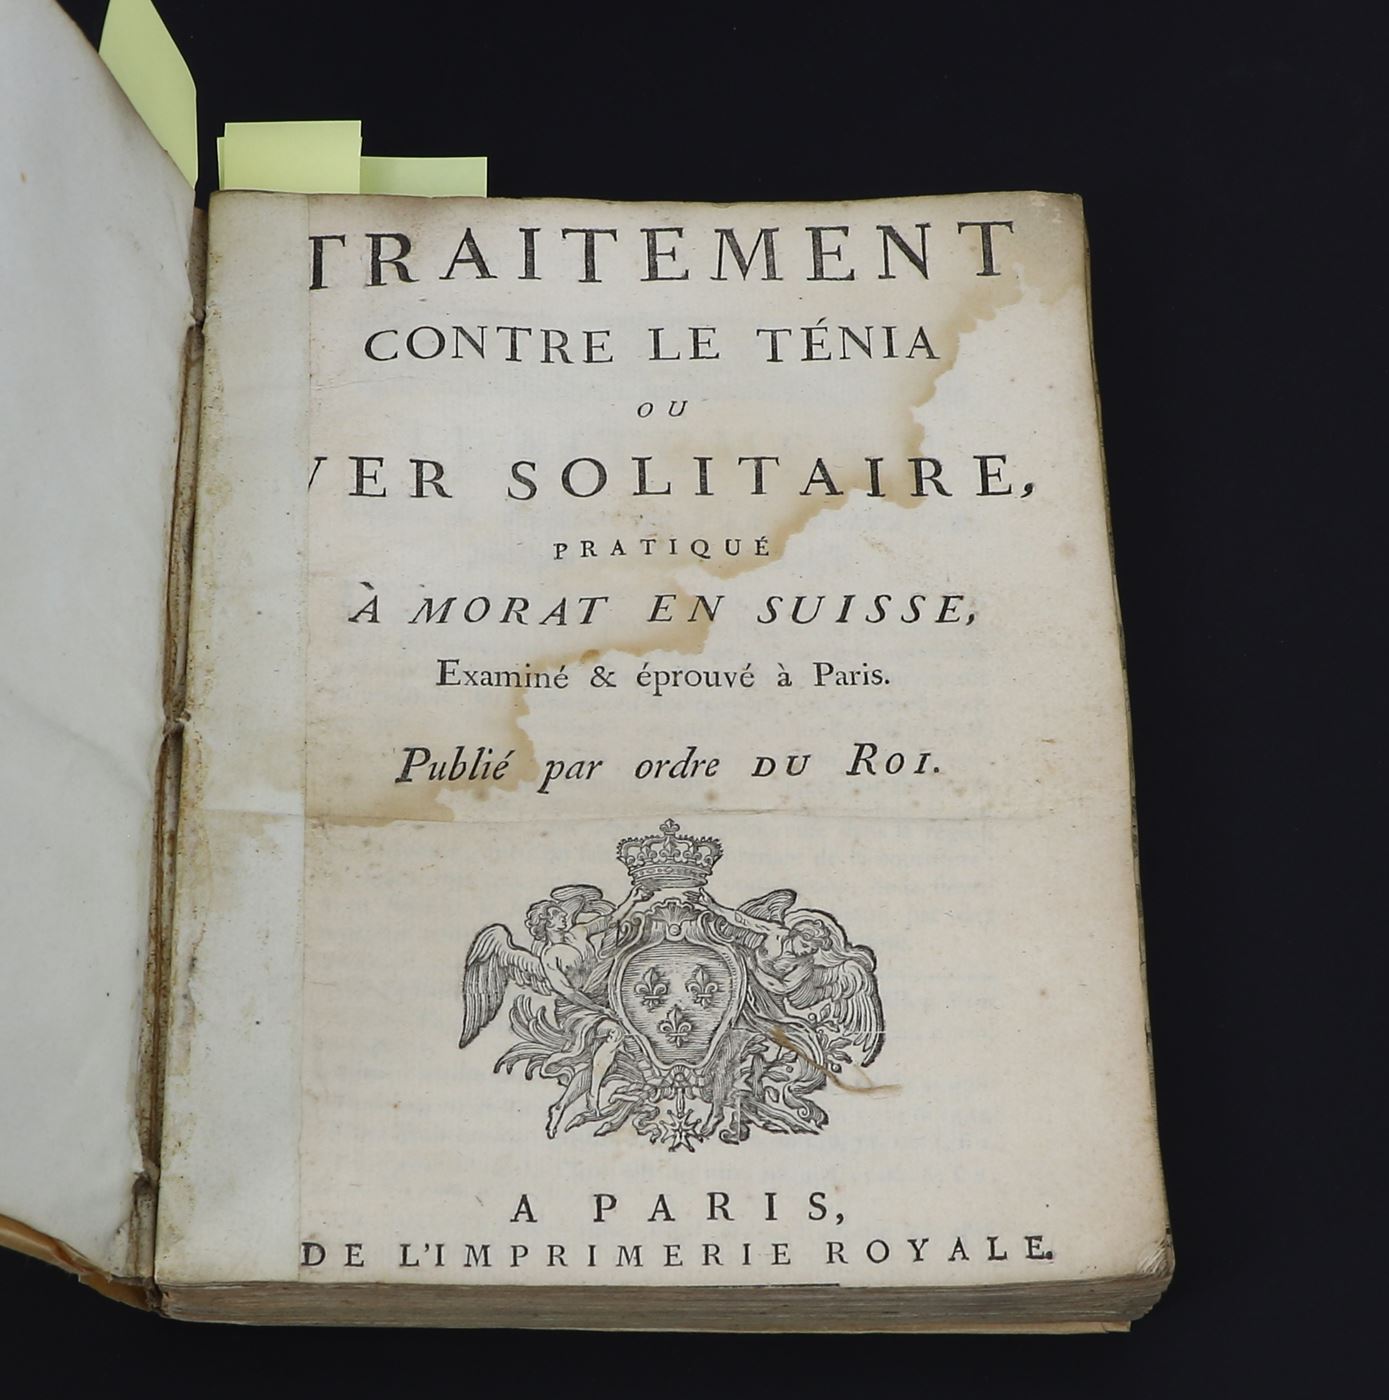 TRAITEMENT
CONTRE LE TÉNIA
OU
VER SOLITAIRE,
PRATIQUÉ
À MORAT EN SUISSE,
Examiné & éprouvé à Paris.
Publié par ordre DU ROI.
A PARIS,
DE L'IMPRIMERIE ROYALE.